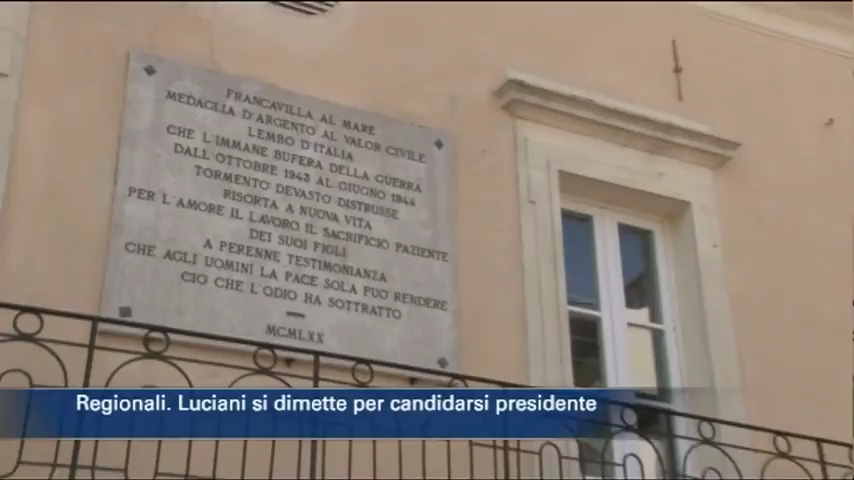 FRANCAVILLA AL MARE
MEDAGLIA D'ARGENTO AL VALOR CIVILE
LEMBO D'ITALIA
CHE L'IMMANE BUFERA DELLA GUERRA
DALL'OTTOBRE 1943 AL GIUGNO 1944
TORMENTO DEVASTO DISTRUSSE
RISORTA A NUOVA VITA
PER L'AMORE IL LAVORO IL SACRIFICIO PAZIENTE
DEI SUOI FIGLI
A PERENNE TESTIMONIANZA
CHE AGLI UOMINI LA PACE SOLA PUÒ RENDERE
CIO CHE L'ODIO HA SOTTRATTO
MCMLXX
Regionali. Luciani si dimette per candidarsi presidente